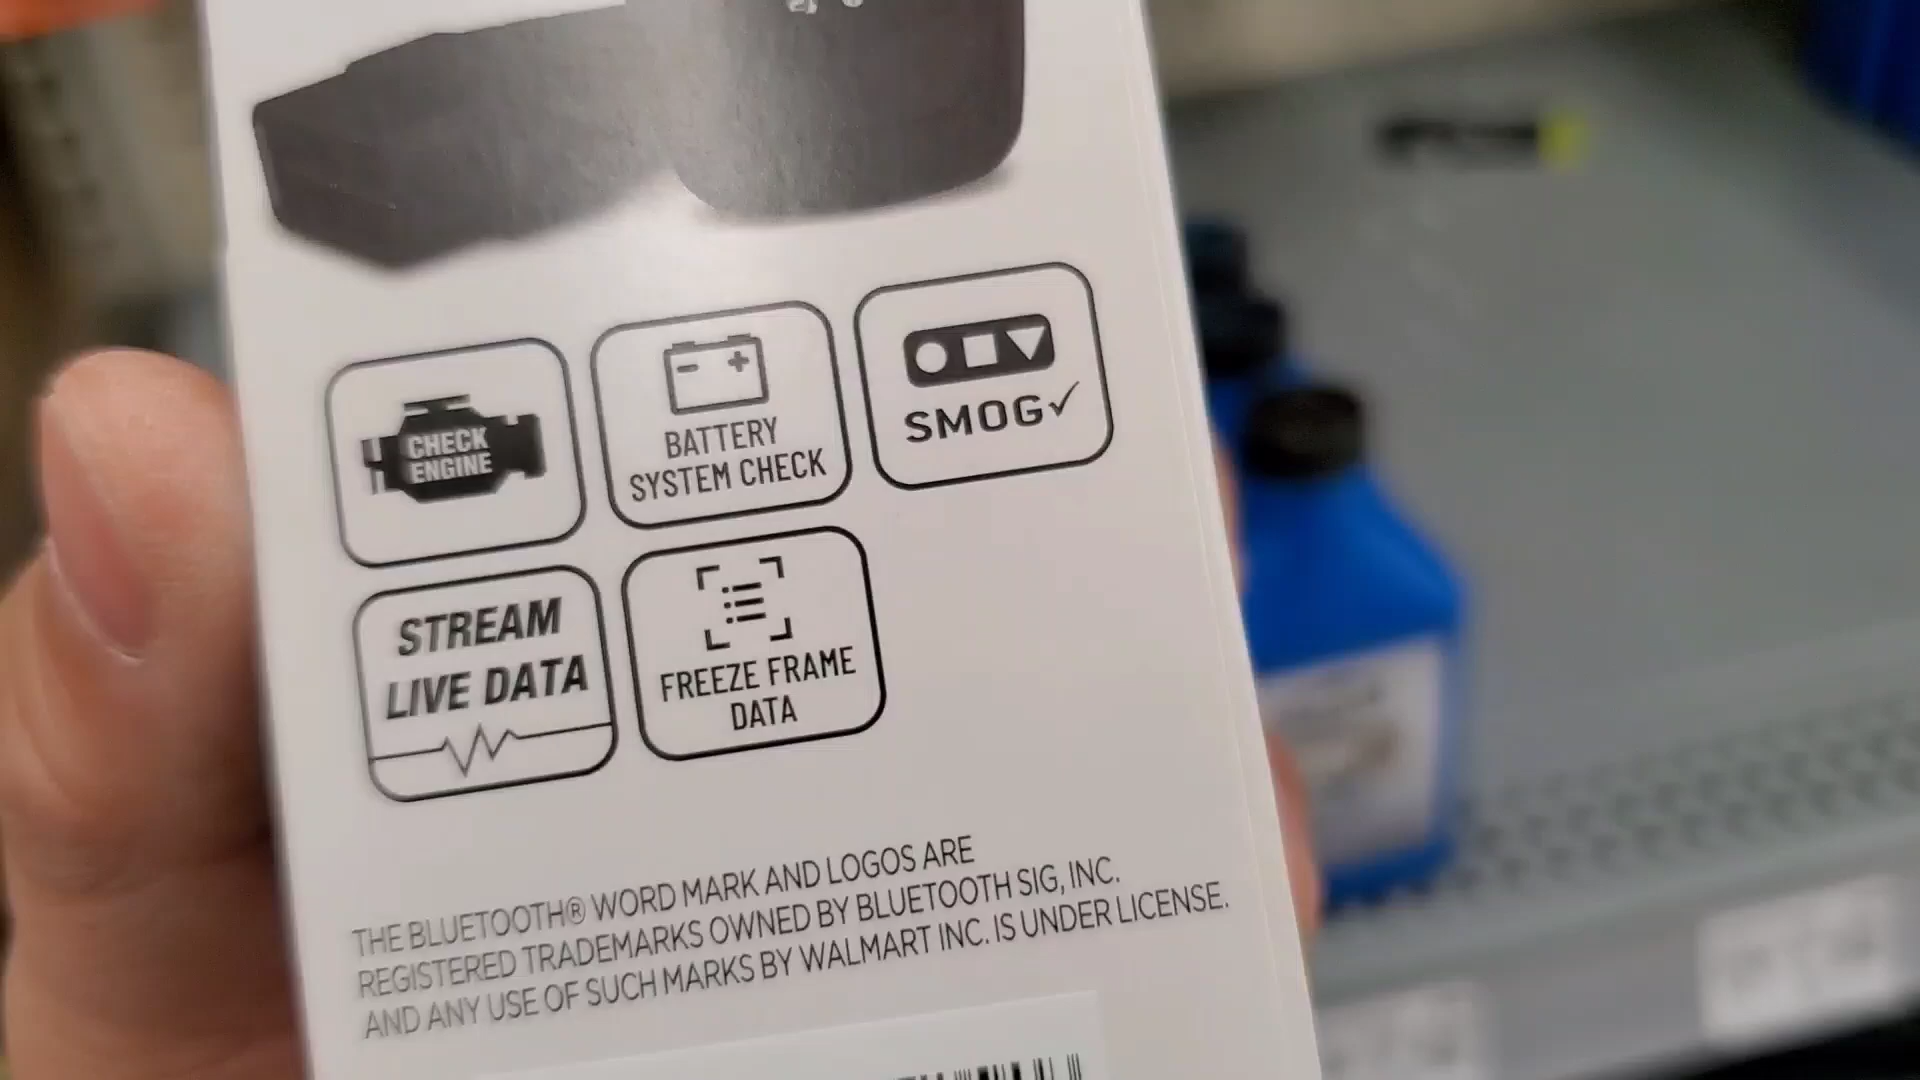 CHECK
ENGINE
BATTERY
SYSTEM CHECK
SMOG✓
STREAM
LIVE DATA
FREEZE FRAME
DATA
THE BLUETOOTH® WORD MARK AND LOGOS ARE
REGISTERED TRADEMARKS OWNED BY BLUETOOTH SIG, INC.
AND ANY USE OF SUCH MARKS BY WALMART INC. IS UNDER LICENSE.